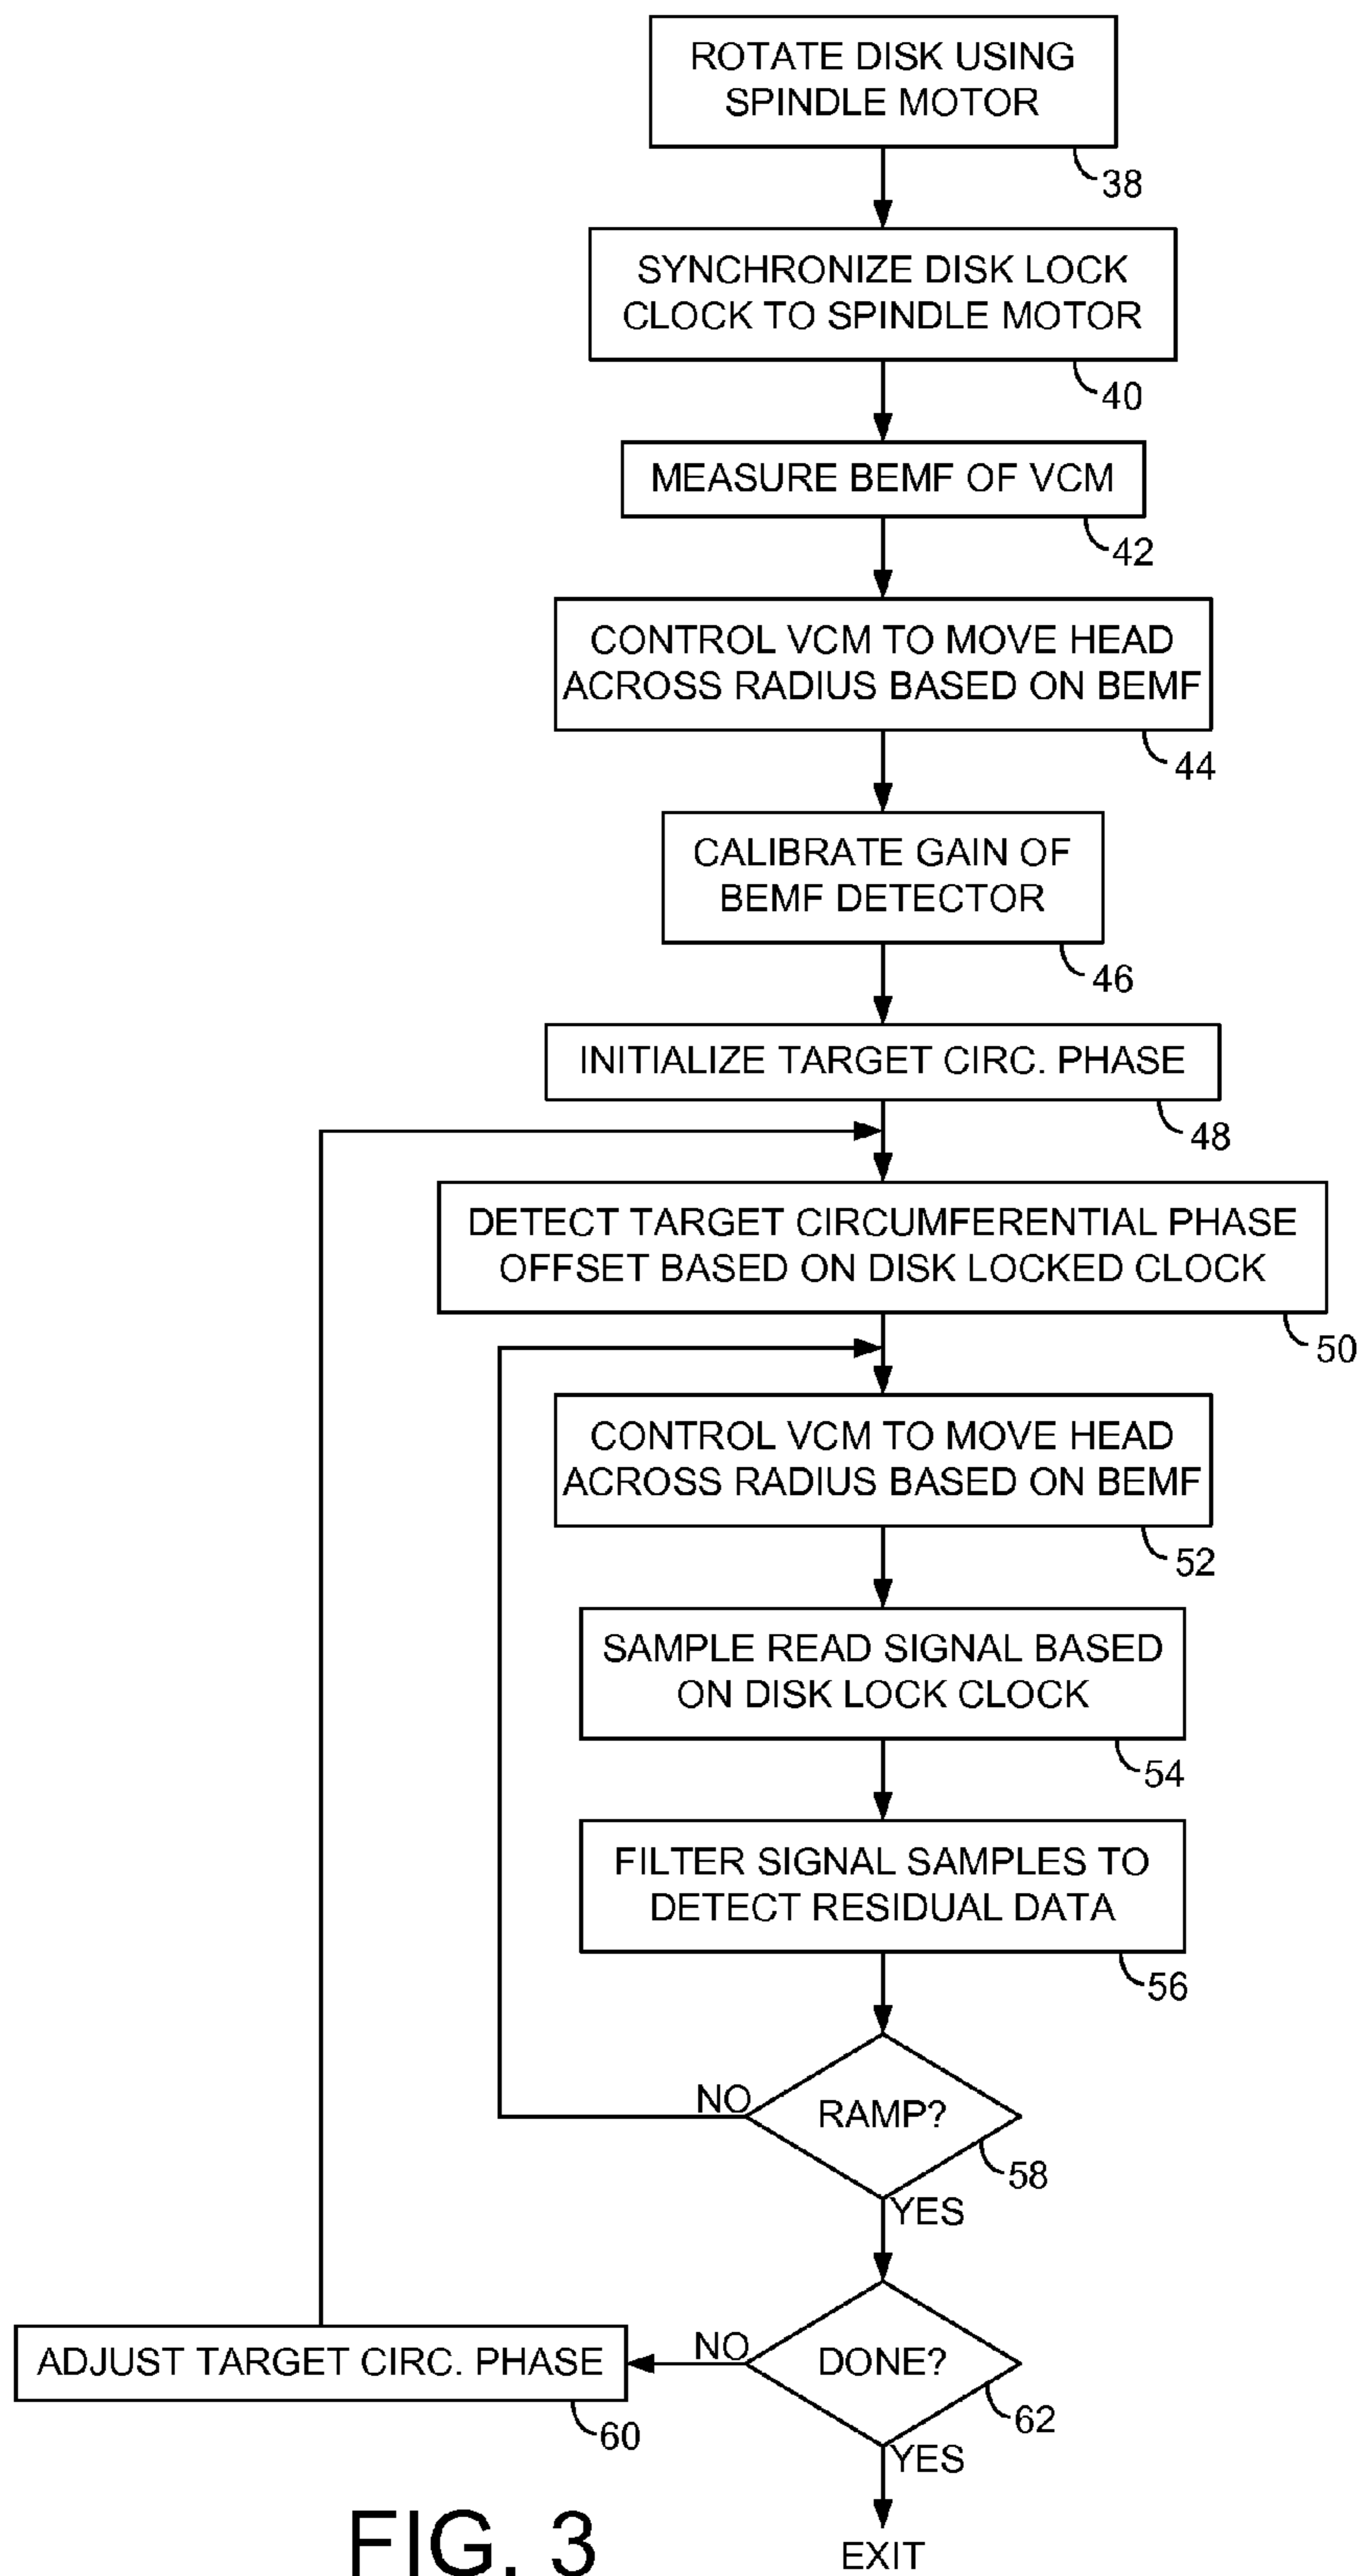 ROTATE DISK USING
SPINDLE MOTOR
38
SYNCHRONIZE DISK LOCK
CLOCK TO SPINDLE MOTOR
40
MEASURE BEMF OF VCM
42
CONTROL VCM TO MOVE HEAD
ACROSS RADIUS BASED ON BEMF
44
CALIBRATE GAIN OF
BEMF DETECTOR
46
INITIALIZE TARGET CIRC. PHASE
48
DETECT TARGET CIRCUMFERENTIAL PHASE
OFFSET BASED ON DISK LOCKED CLOCK
50
CONTROL VCM TO MOVE HEAD
ACROSS RADIUS BASED ON BEMF
52
SAMPLE READ SIGNAL BASED
ON DISK LOCK CLOCK
54
FILTER SIGNAL SAMPLES TO
DETECT RESIDUAL DATA
56
NO
RAMP?
58
YES
ADJUST TARGET CIRC. PHASE
60
NO
DONE?
62
YES
EXIT
FIG. 3